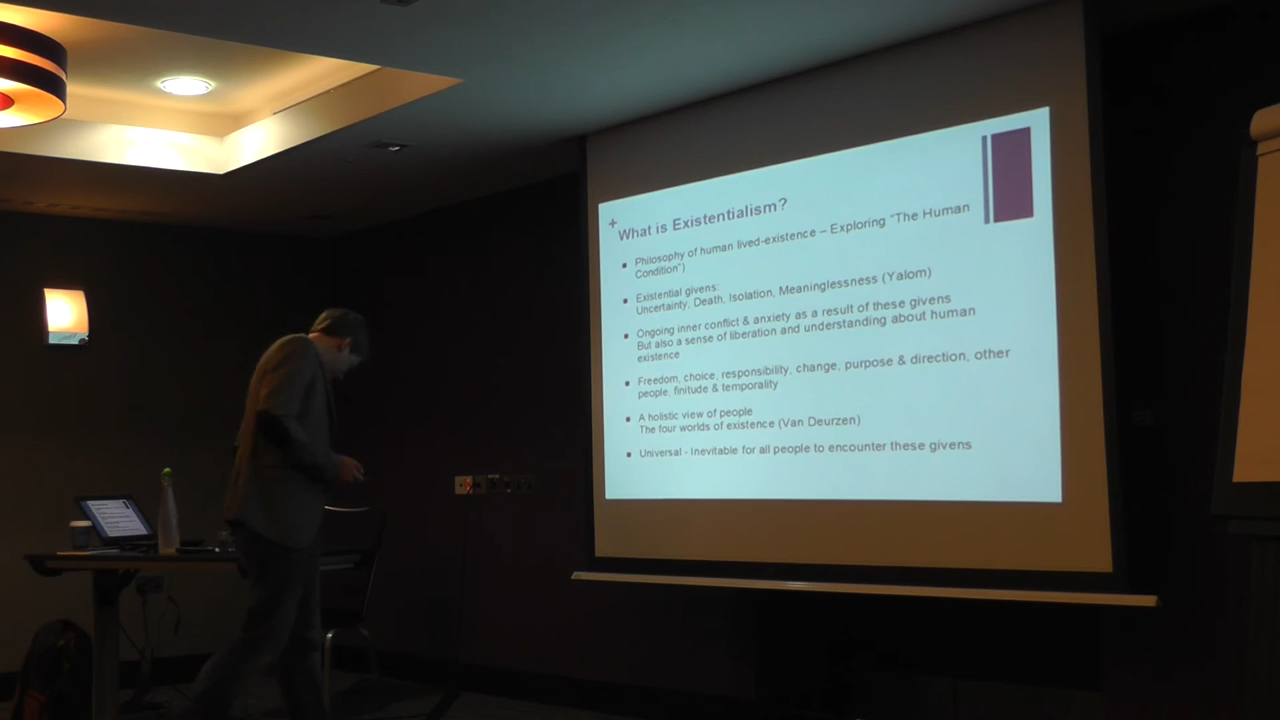 +
What is Existentialism?
Philosophy of human lived-existence – Exploring "The Human
Condition")
Existential givens:
Uncertainty, Death, Isolation, Meaninglessness (Yalom)
Ongoing inner conflict & anxiety as a result of these givens
But also a sense of liberation and understanding about human
existence
Freedom, choice, responsibility, change, purpose & direction, other
people, finitude & temporality
A holistic view of people
The four worlds of existence (Van Deurzen)
Universal - Inevitable for all people to encounter these givens